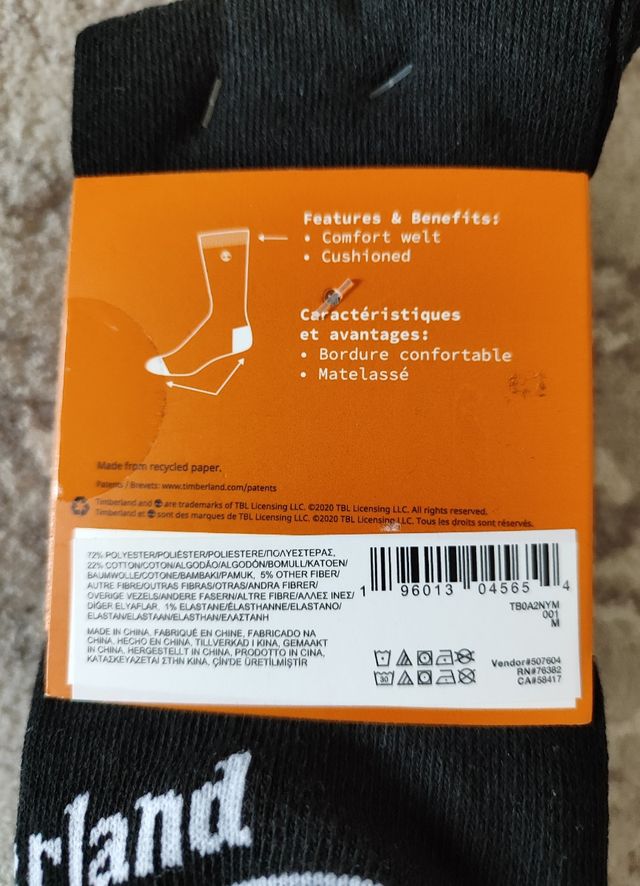 Features & Benefits:
• Comfort welt
• Cushioned
Caractéristiques
et avantages:
• Bordure confortable
• Matelassé
Made from recycled paper.
Patents / Brevets: www.timberland.com/patents
Timberland and are trademarks of TBL Licensing LLC. ©2020 TBL Licensing LLC. All rights reserved.
Timberland et sont des marques de TBL Licensing LLC. ©2020 TBL Licensing LLC. Tous les droits sont réservés.
72% POLYESTER/POLIÉSTER/POLIESTERE/ΠΟΛΥΕΣΤΕΡΑΣ,
22% COTTON/COTON/ALGODÃO/ALGODÓN/BOMULL/KATOEN/
BAUMWOLLE/COTONE/BAMBAKI/PAMUK, 5% OTHER FIBER/
AUTRE FIBRE/OUTRAS FIBRAS/OTRAS/ANDRA FIBRER/
OVERIGE VEZELS/ANDERE FASERN/ALTRE FIBRE/ΑΛΛΕΣ ΙΝΕΣ/
DİĞER ELYAFLAR, 1% ELASTANE/ÉLASTHANNE/ELASTANO/
ELASTAN/ELASTAAN/ELASTHAN/ΕΛΑΣΤΑΝΗ
MADE IN CHINA, FABRIQUÉ EN CHINE, FABRICADO NA
CHINA, HECHO EN CHINA, TILLVERKAD I KINA, GEMAAKT
IN CHINA, HERGESTELLT IN CHINA, PRODOTTO IN CINA,
ΚΑΤΑΣΚΕΥΑΖΕΤΑΙ ΣΤΗΝ ΚΙΝΑ, ÇİN'DE ÜRETİLMİŞTİR
1 96013 04565 4
TB0A2NYM
001
M
30
Vendor#507604
RN#76382
CA#58417
erland